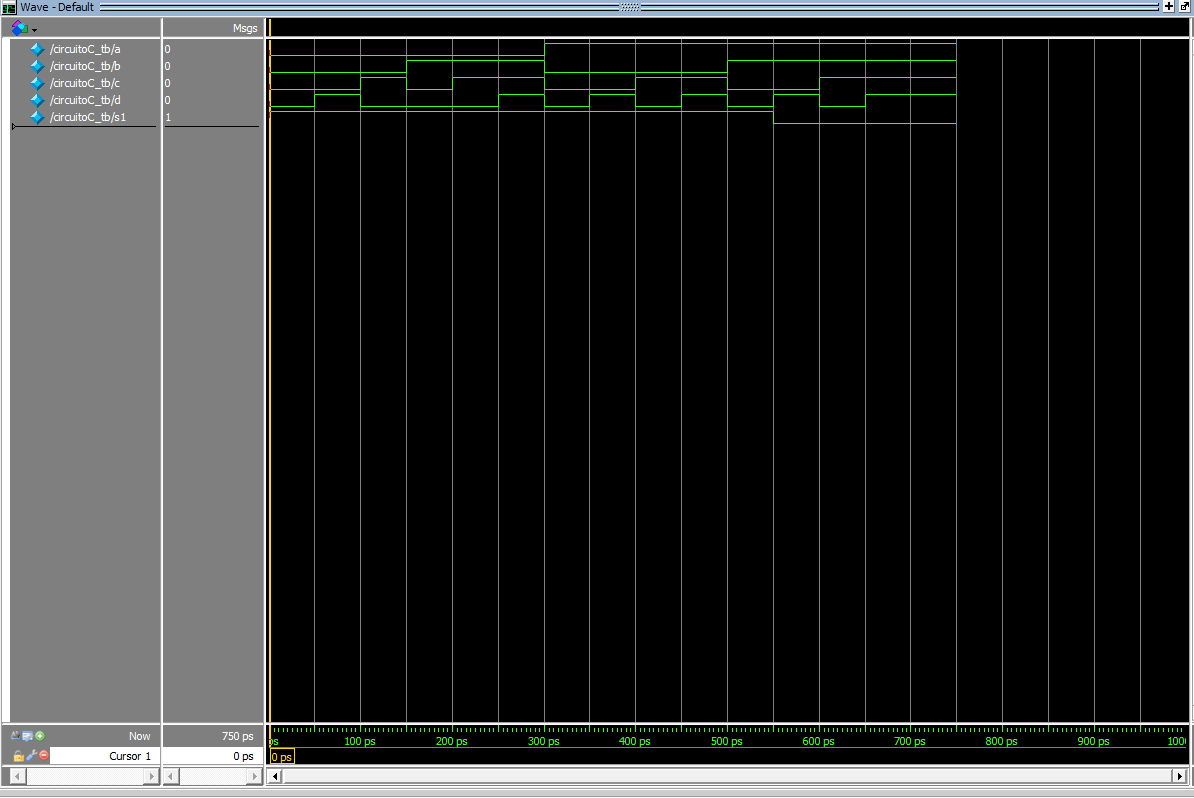 Wave - Default
Msgs
/circuitoC_tb/a 0
/circuitoC_tb/b 0
/circuitoC_tb/c 0
/circuitoC_tb/d 0
/circuitoC_tb/s1 1
Now 750 ps
ps 100 ps 200 ps 300 ps 400 ps 500 ps 600 ps 700 ps 800 ps 900 ps 100
Cursor 1 0 ps
0 ps